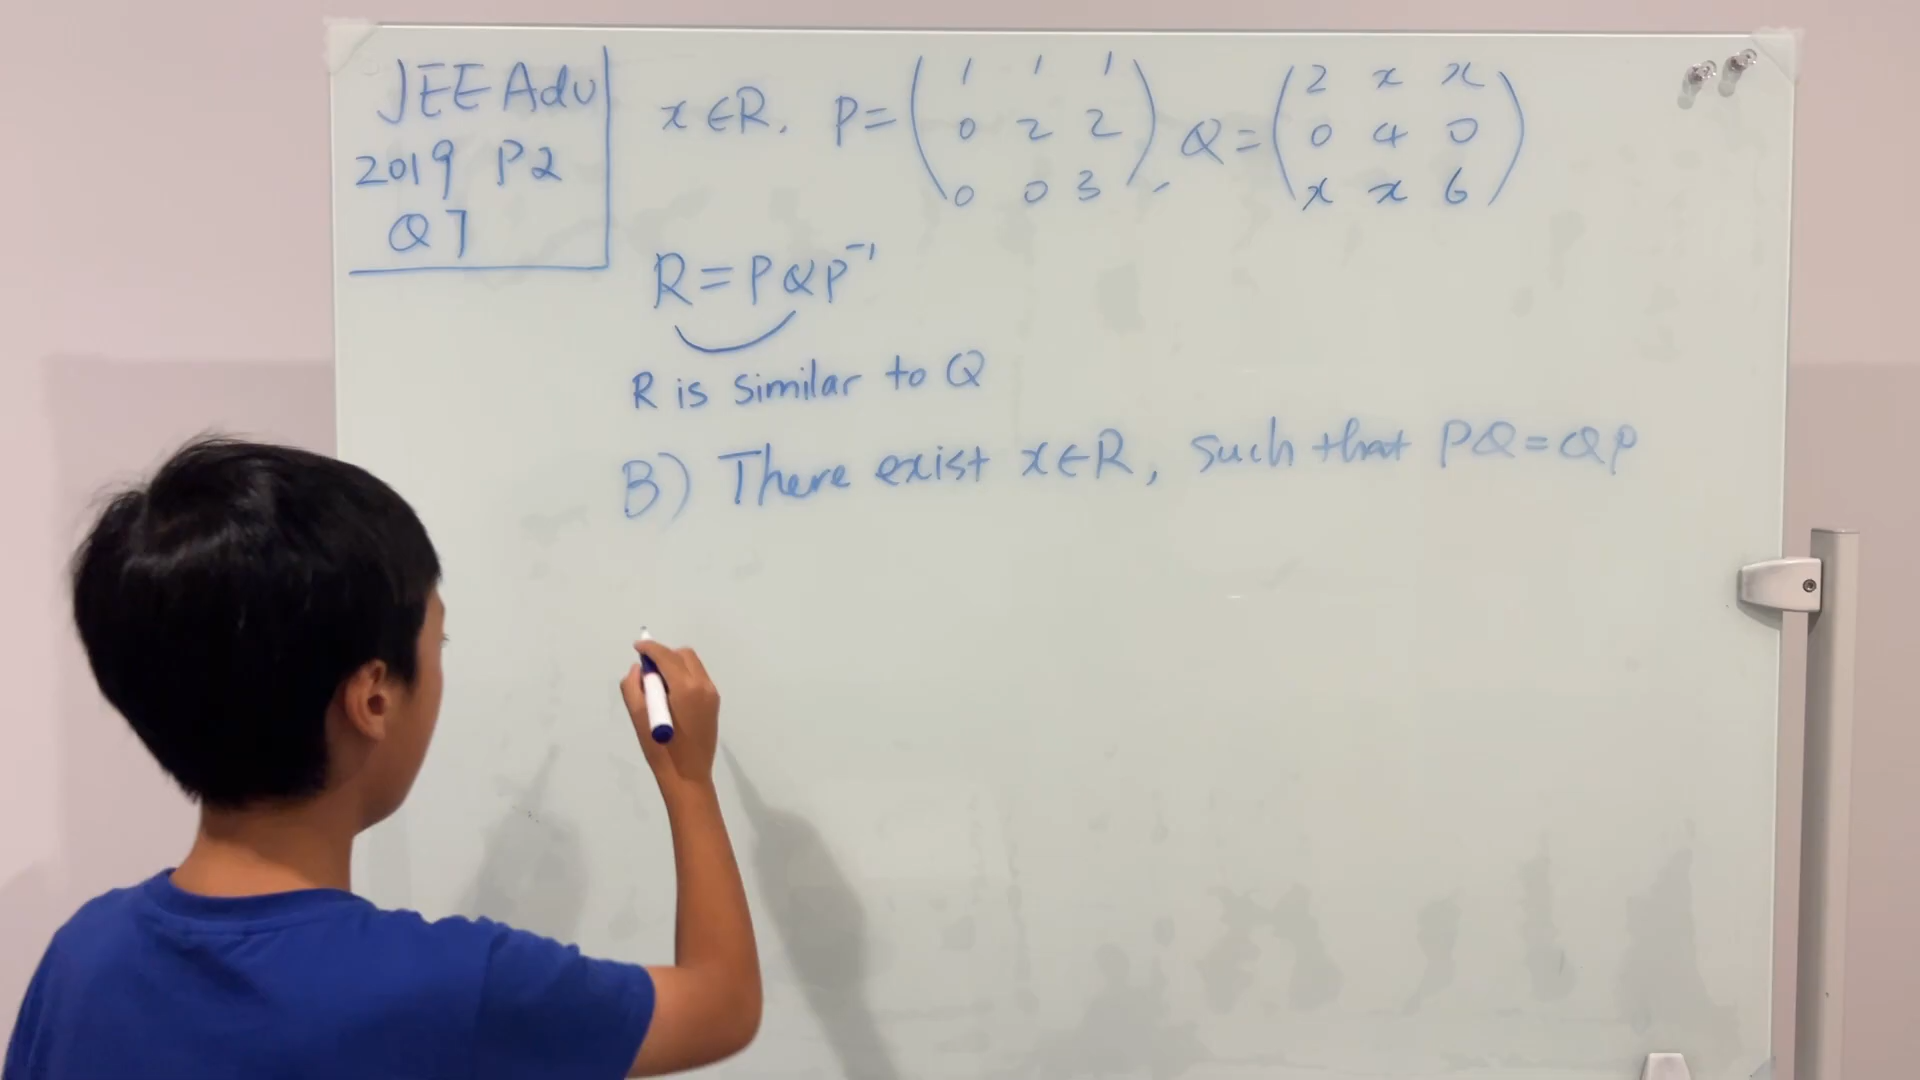 JEE Adv
2019 P2
Q7
x ∈ R, P = ( 1 1 1 ; 0 2 2 ; 0 0 3 ), Q = ( 2 x x ; 0 4 0 ; x x 6 )
R = PQP⁻¹
R is similar to Q
B) There exist x ∈ R, such that PQ = QP